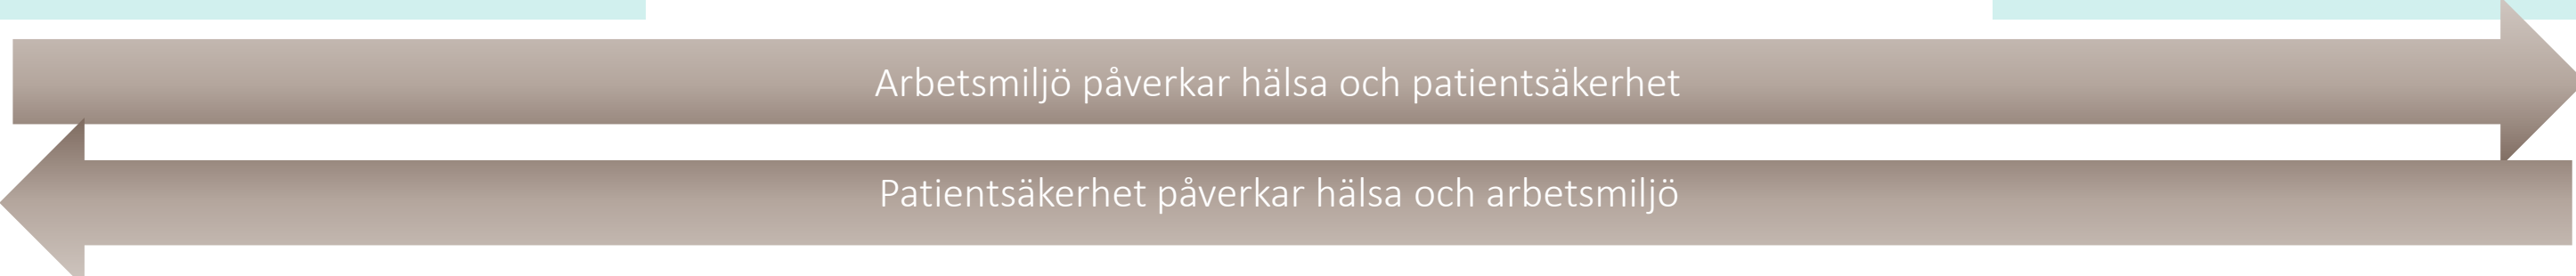 Arbetsmiljö påverkar hälsa och patientsäkerhet
Patientsäkerhet påverkar hälsa och arbetsmiljö